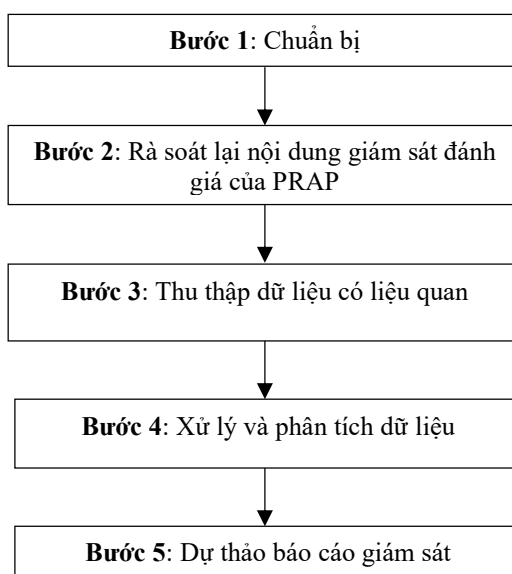 Bước 1: Chuẩn bị
Bước 2: Rà soát lại nội dung giám sát đánh
giá của PRAP
Bước 3: Thu thập dữ liệu có liệu quan
Bước 4: Xử lý và phân tích dữ liệu
Bước 5: Dự thảo báo cáo giám sát